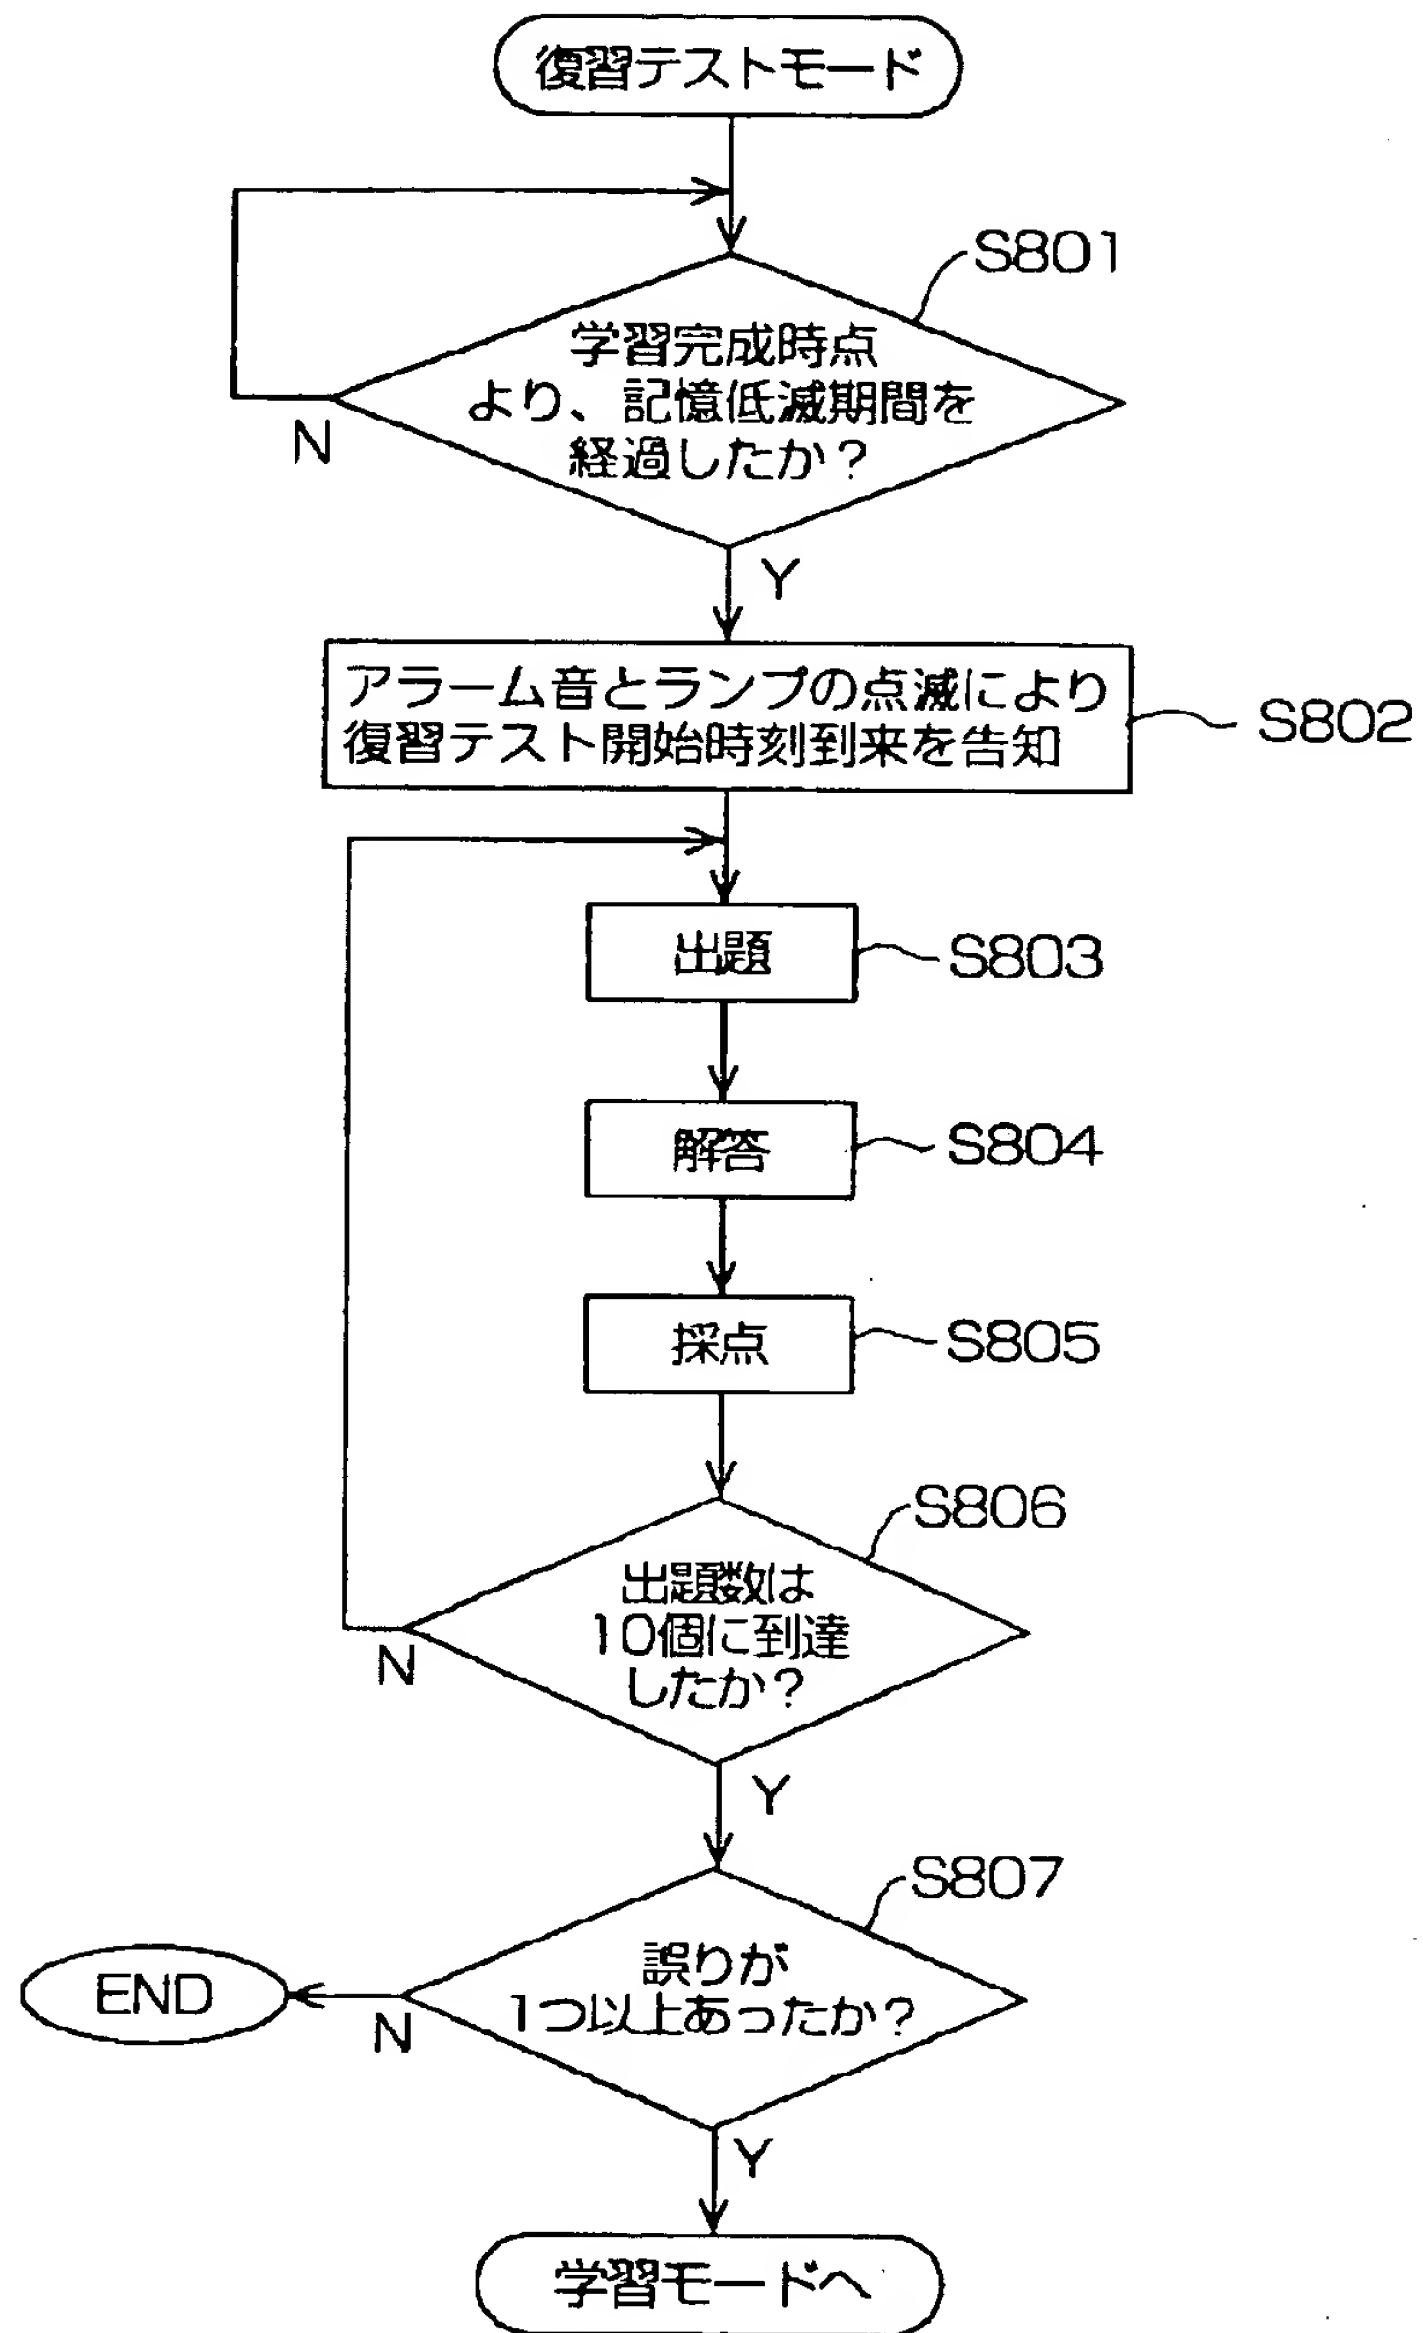 復習テストモード
S801
学習完成時点
より、記憶低減期間を
経過したか？
N
Y
アラーム音とランプの点滅により
復習テスト開始時刻到来を告知
S802
出題
S803
解答
S804
採点
S805
S806
出題数は
10個に到達
したか？
N
Y
S807
誤りが
1つ以上あったか？
END
N
Y
学習モードへ